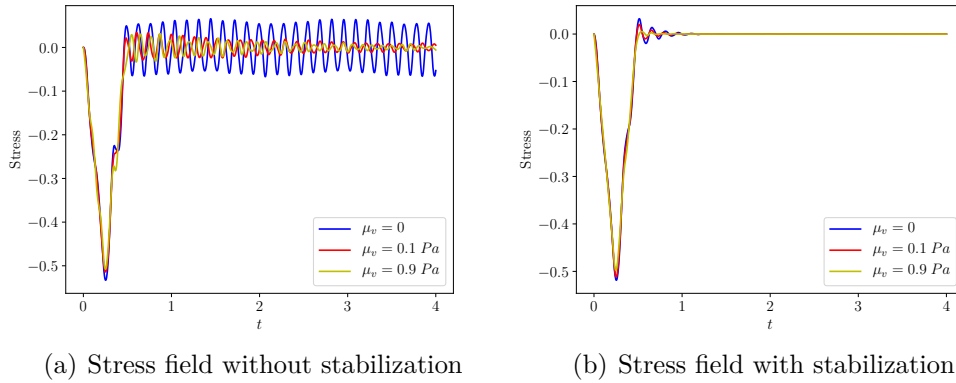 0.0
−0.1
−0.2
−0.3
−0.4
−0.5
Stress
0
1
2
3
4
t
μv = 0
μv = 0.1 Pa
μv = 0.9 Pa
(a) Stress field without stabilization
0.0
−0.1
−0.2
−0.3
−0.4
−0.5
Stress
0
1
2
3
4
t
μv = 0
μv = 0.1 Pa
μv = 0.9 Pa
(b) Stress field with stabilization